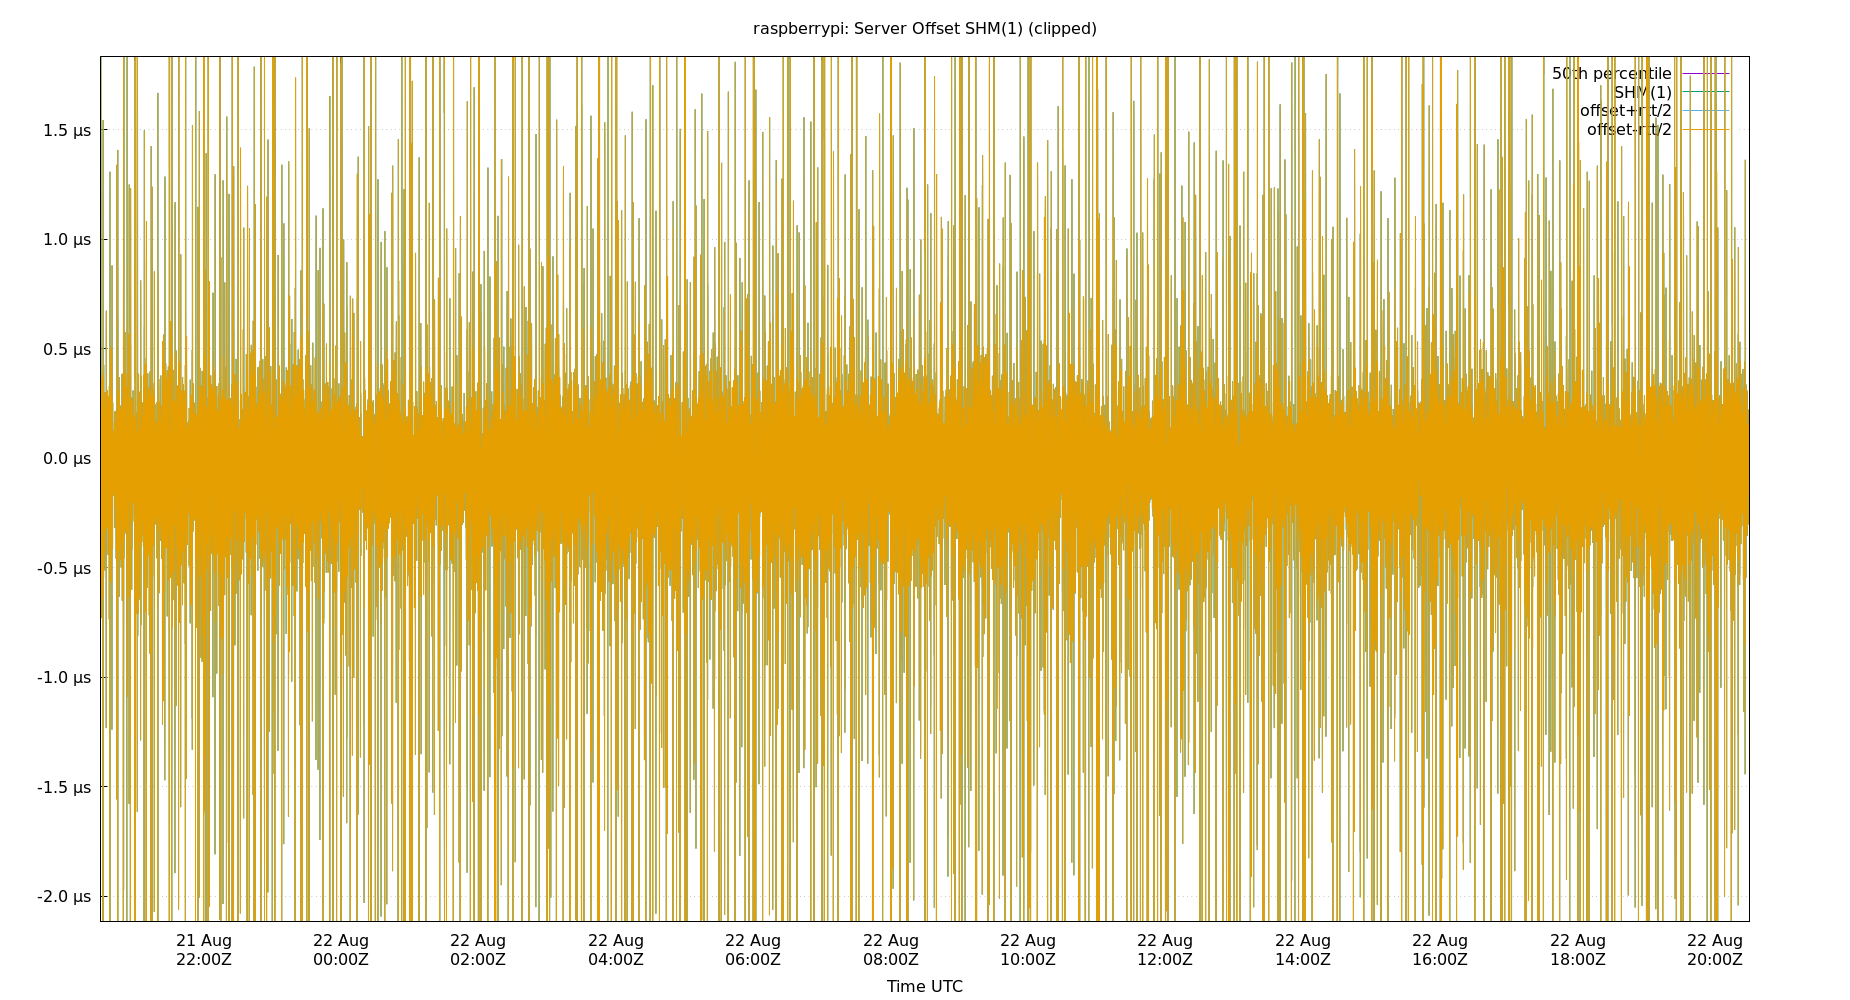 raspberrypi: Server Offset SHM(1) (clipped)
50th percentile
SHM(1)
offset+rtt/2
offset-rtt/2
1.5 µs
1.0 µs
0.5 µs
0.0 µs
-0.5 µs
-1.0 µs
-1.5 µs
-2.0 µs
21 Aug 22 Aug 22 Aug 22 Aug 22 Aug 22 Aug 22 Aug 22 Aug 22 Aug 22 Aug 22 Aug 22 Aug
22:00Z 00:00Z 02:00Z 04:00Z 06:00Z 08:00Z 10:00Z 12:00Z 14:00Z 16:00Z 18:00Z 20:00Z
Time UTC